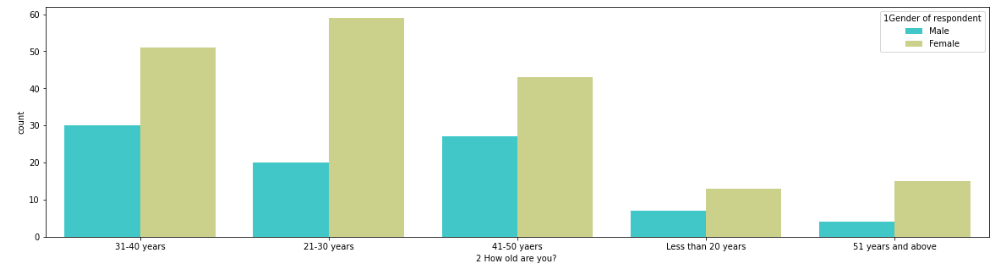 60
50
40
30
20
10
0
count
1Gender of respondent
Male
Female
31-40 years
21-30 years
41-50 yaers
Less than 20 years
51 years and above
2 How old are you?